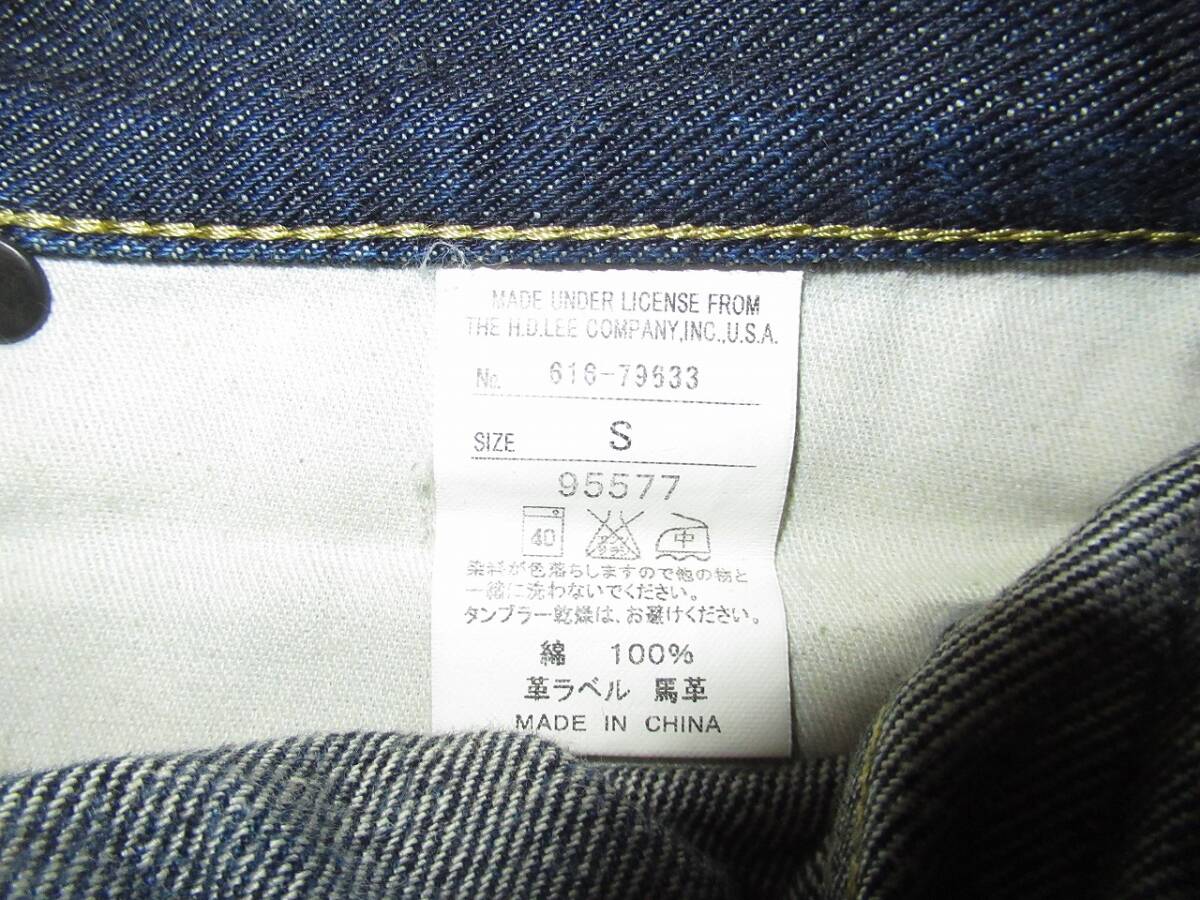 MADE UNDER LICENSE FROM
THE H.D.LEE COMPANY,INC.,U.S.A.
No. 616-79633
SIZE S
95577
40 中
染料が色落ちしますので他の物と
一緒に洗わないでください。
タンブラー乾燥は、お避けください。
綿 100%
革ラベル 馬革
MADE IN CHINA